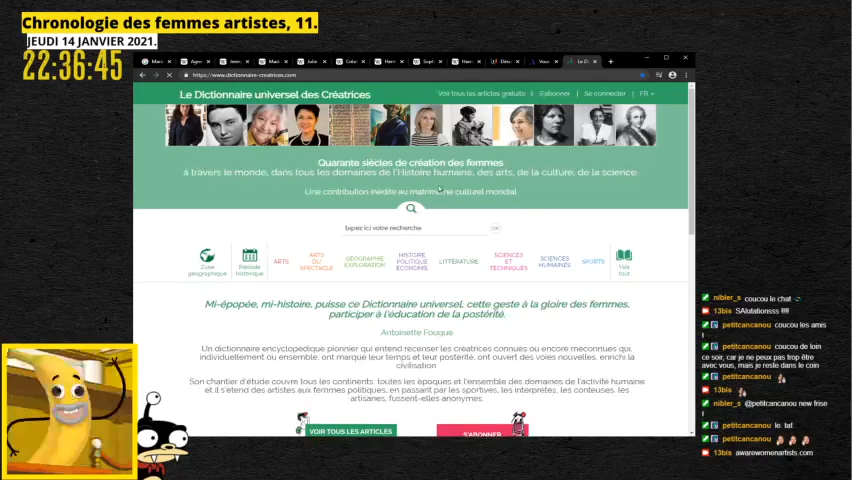 Chronologie des femmes artistes, 11.
JEUDI 14 JANVIER 2021.
22:36:45
https://www.dictionnaire-creatrices.com
Le Dictionnaire universel des Créatrices
Voir tous les articles gratuits | S'abonner | Se connecter | FR
Quarante siècles de création des femmes
à travers le monde, dans tous les domaines de l'Histoire humaine, des arts, de la culture, de la science.
Une contribution inédite au matrimoine culturel mondial
Tapez ici votre recherche
OK
Zone géographique
Période historique
ARTS
ARTS DU SPECTACLE
GÉOGRAPHIE EXPLORATION
HISTOIRE POLITIQUE ÉCONOMIE
LITTÉRATURE
SCIENCES ET TECHNIQUES
SCIENCES HUMAINES
SPORTS
Voir tout
Mi-épopée, mi-histoire, puisse ce Dictionnaire universel, cette geste à la gloire des femmes,
participer à l'éducation de la postérité.
Antoinette Fouque
Un dictionnaire encyclopédique pionnier qui entend recenser les créatrices connues ou encore méconnues qui,
individuellement ou ensemble, ont marqué leur temps et leur postérité, ont ouvert des voies nouvelles, enrichi la
civilisation
Son chantier d'étude couvre tous les continents, toutes les époques et l'ensemble des domaines de l'activité humaine
et il s'étend des artistes aux femmes politiques, en passant par les sportives, les interprètes, les conteuses, les
artisanes, fussent-elles anonymes.
VOIR TOUS LES ARTICLES
S'ABONNER
nibler_s coucou le chat
13bis SAlutationsss !!!!
petitcancanou coucou les amis
!
petitcancanou coucou de loin
ce soir, car je ne peux pas trop être
avec vous, mais je reste dans le coin
petitcancanou
13bis
nibler_s @petitcancanou new frise
!
petitcancanou le. laf.
petitcancanou
13bis awarewomenartists.com